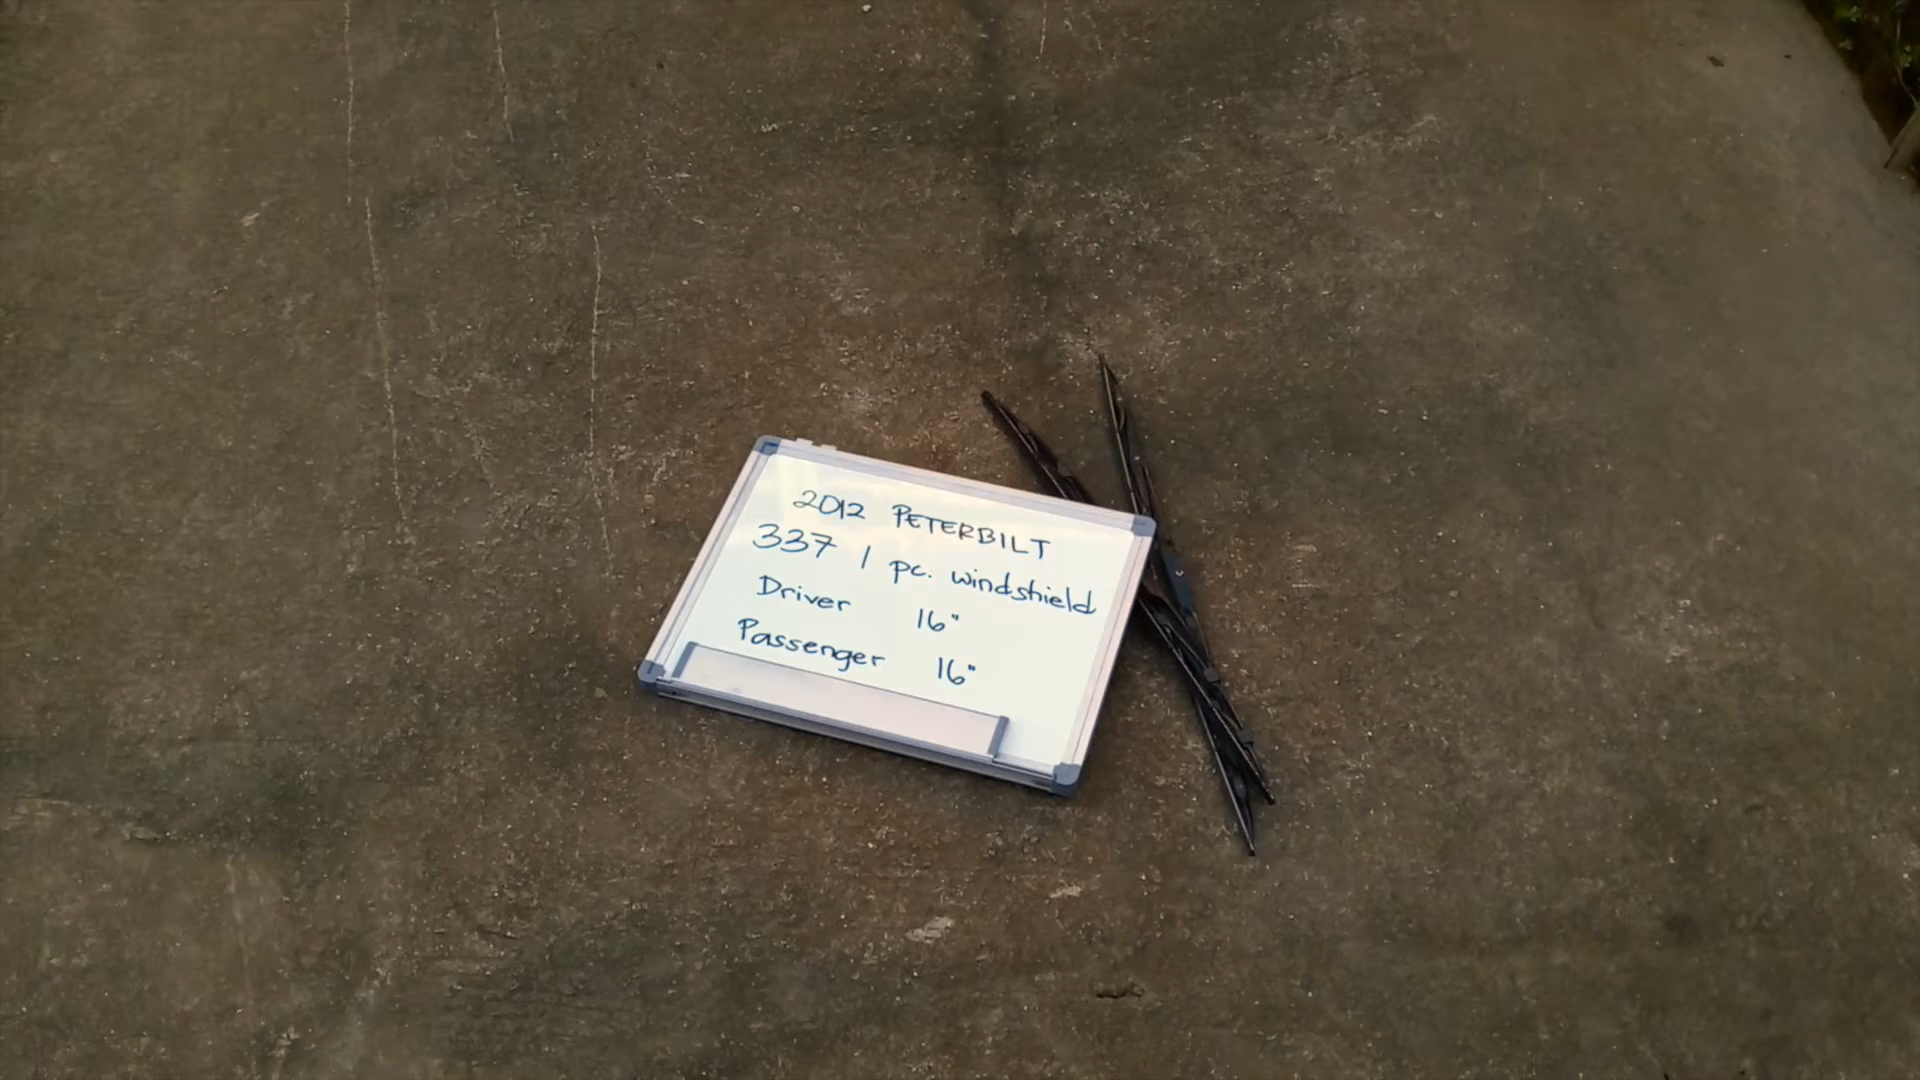 2012 PETERBILT
337 1 pc. windshield
Driver 16"
Passenger 16"